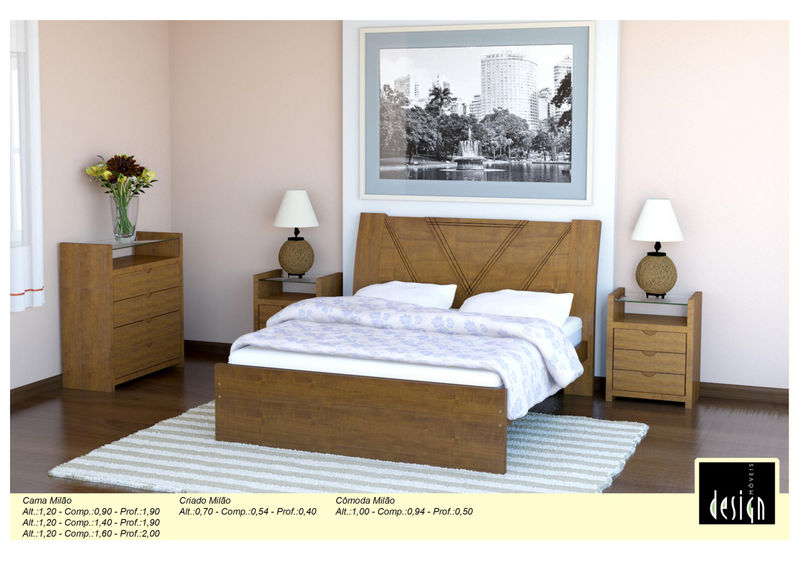 Cama Milão
Alt.:1,20 - Comp.:0,90 - Prof.:1,90
Alt.:1,20 - Comp.:1,40 - Prof.:1,90
Alt.:1,20 - Comp.:1,60 - Prof.:2,00
Criado Milão
Alt.:0,70 - Comp.:0,54 - Prof.:0,40
Cômoda Milão
Alt.:1,00 - Comp.:0,94 - Prof.:0,50
design
MÓVEIS